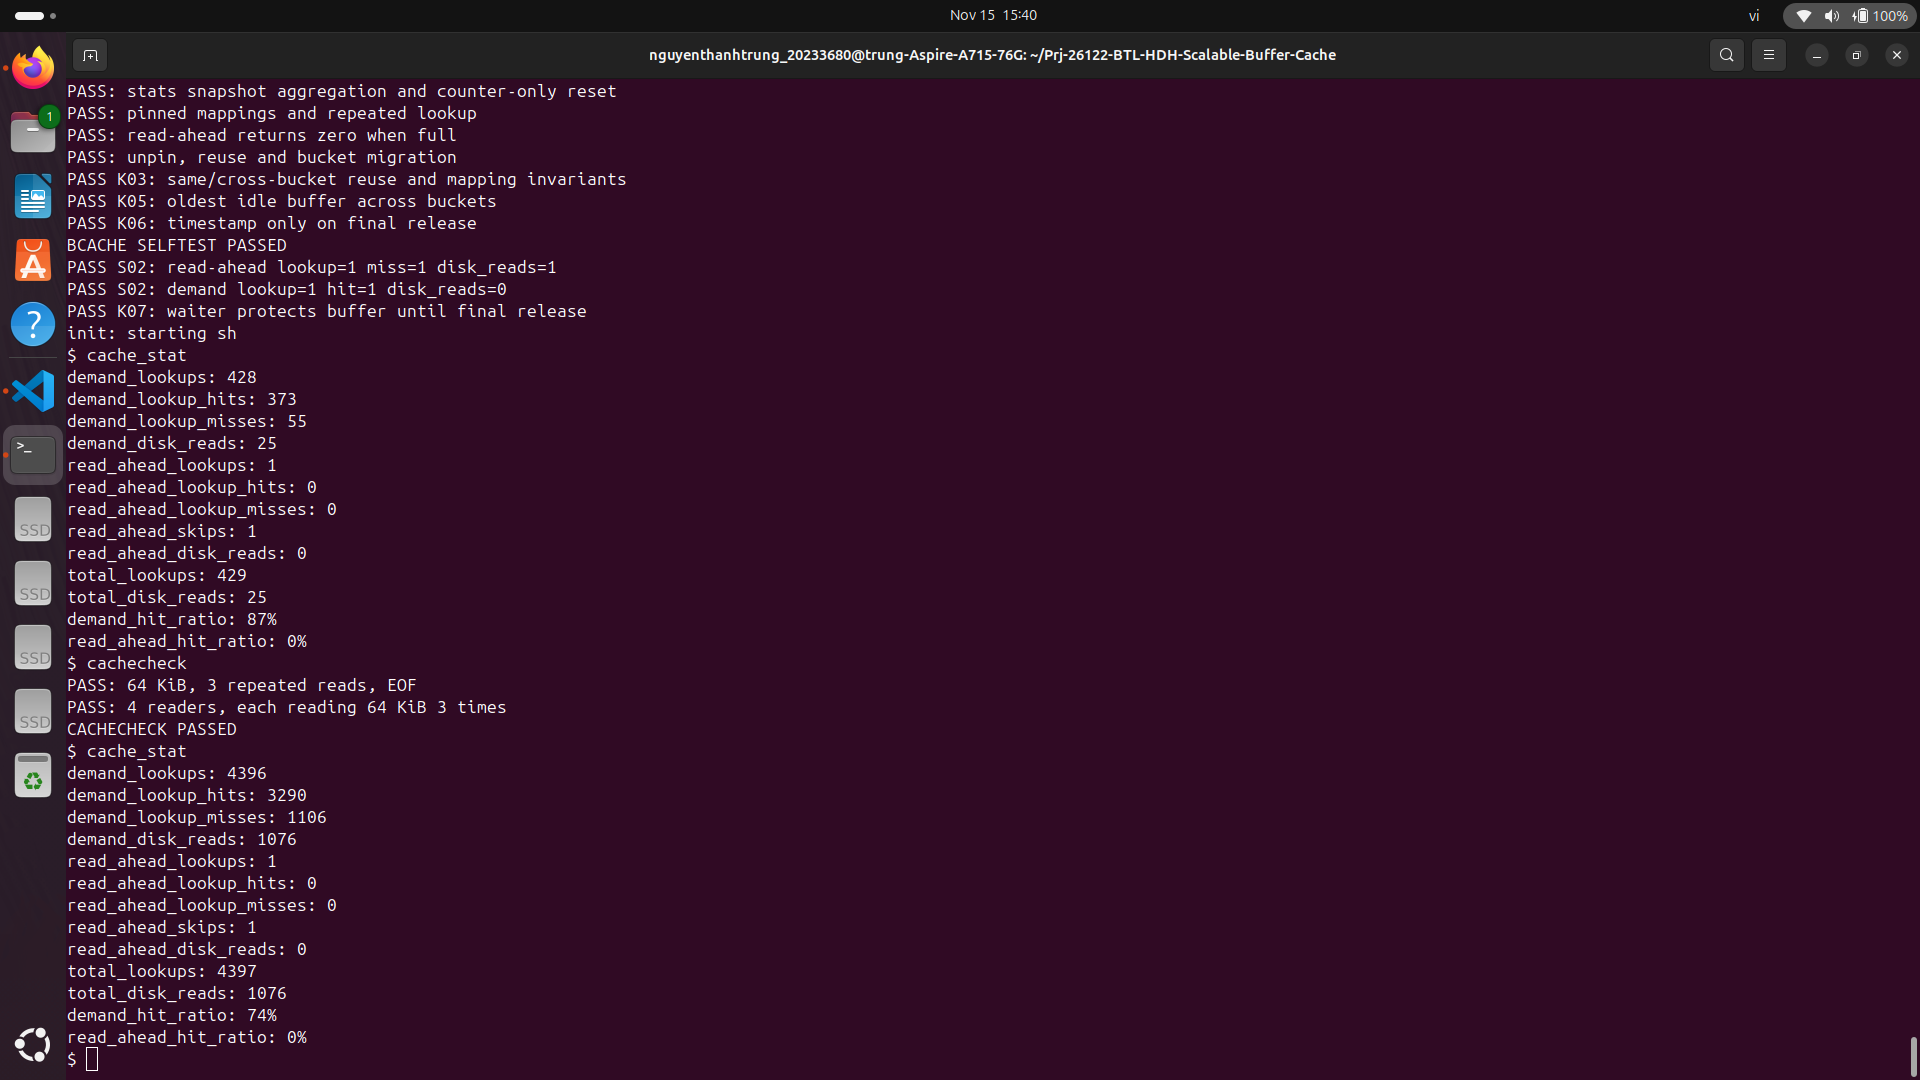 Nov 15 15:40
vi
100%
nguyenthanhtrung_20233680@trung-Aspire-A715-76G: ~/Prj-26122-BTL-HDH-Scalable-Buffer-Cache
1
SSD
SSD
SSD
SSD
PASS: stats snapshot aggregation and counter-only reset
PASS: pinned mappings and repeated lookup
PASS: read-ahead returns zero when full
PASS: unpin, reuse and bucket migration
PASS K03: same/cross-bucket reuse and mapping invariants
PASS K05: oldest idle buffer across buckets
PASS K06: timestamp only on final release
BCACHE SELFTEST PASSED
PASS S02: read-ahead lookup=1 miss=1 disk_reads=1
PASS S02: demand lookup=1 hit=1 disk_reads=0
PASS K07: waiter protects buffer until final release
init: starting sh
$ cache_stat
demand_lookups: 428
demand_lookup_hits: 373
demand_lookup_misses: 55
demand_disk_reads: 25
read_ahead_lookups: 1
read_ahead_lookup_hits: 0
read_ahead_lookup_misses: 0
read_ahead_skips: 1
read_ahead_disk_reads: 0
total_lookups: 429
total_disk_reads: 25
demand_hit_ratio: 87%
read_ahead_hit_ratio: 0%
$ cachecheck
PASS: 64 KiB, 3 repeated reads, EOF
PASS: 4 readers, each reading 64 KiB 3 times
CACHECHECK PASSED
$ cache_stat
demand_lookups: 4396
demand_lookup_hits: 3290
demand_lookup_misses: 1106
demand_disk_reads: 1076
read_ahead_lookups: 1
read_ahead_lookup_hits: 0
read_ahead_lookup_misses: 0
read_ahead_skips: 1
read_ahead_disk_reads: 0
total_lookups: 4397
total_disk_reads: 1076
demand_hit_ratio: 74%
read_ahead_hit_ratio: 0%
$